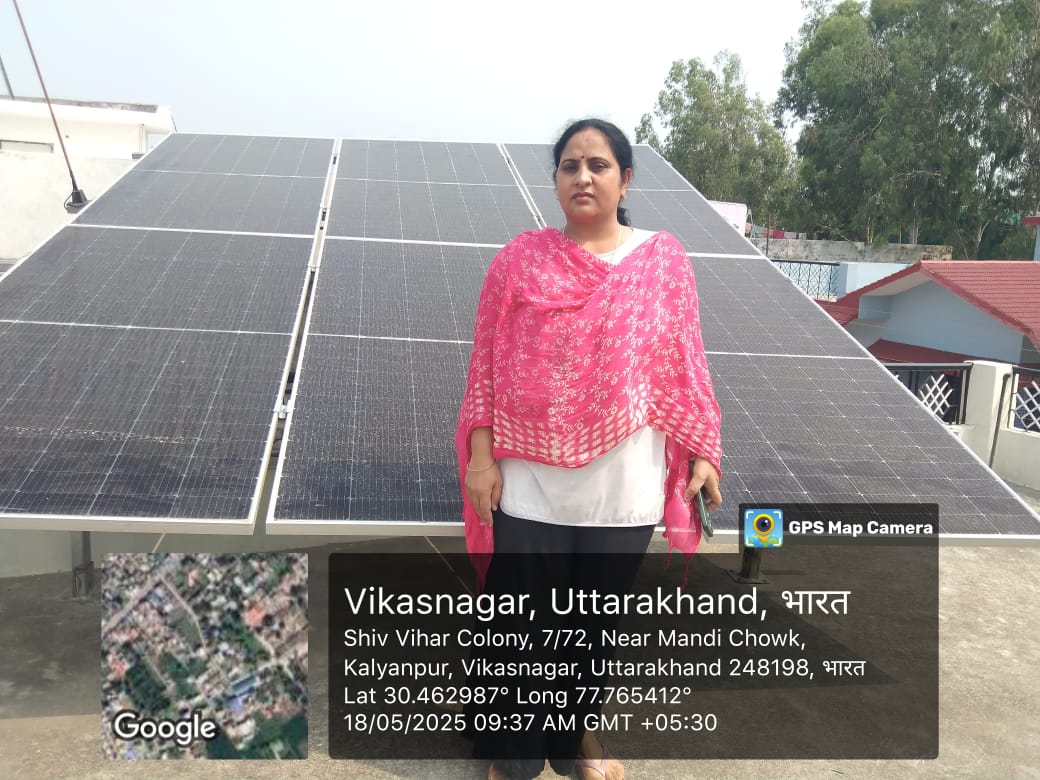 GPS Map Camera
Vikasnagar, Uttarakhand, भारत
Shiv Vihar Colony, 7/72, Near Mandi Chowk,
Kalyanpur, Vikasnagar, Uttarakhand 248198, भारत
Lat 30.462987° Long 77.765412°
18/05/2025 09:37 AM GMT +05:30
Google